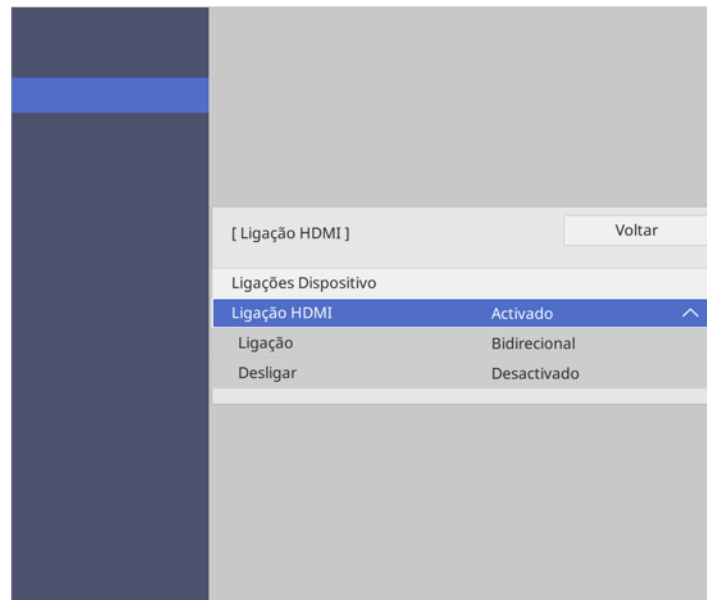 [ Ligação HDMI ]
Voltar
Ligações Dispositivo
Ligação HDMI Activado
Ligação Bidirecional
Desligar Desactivado